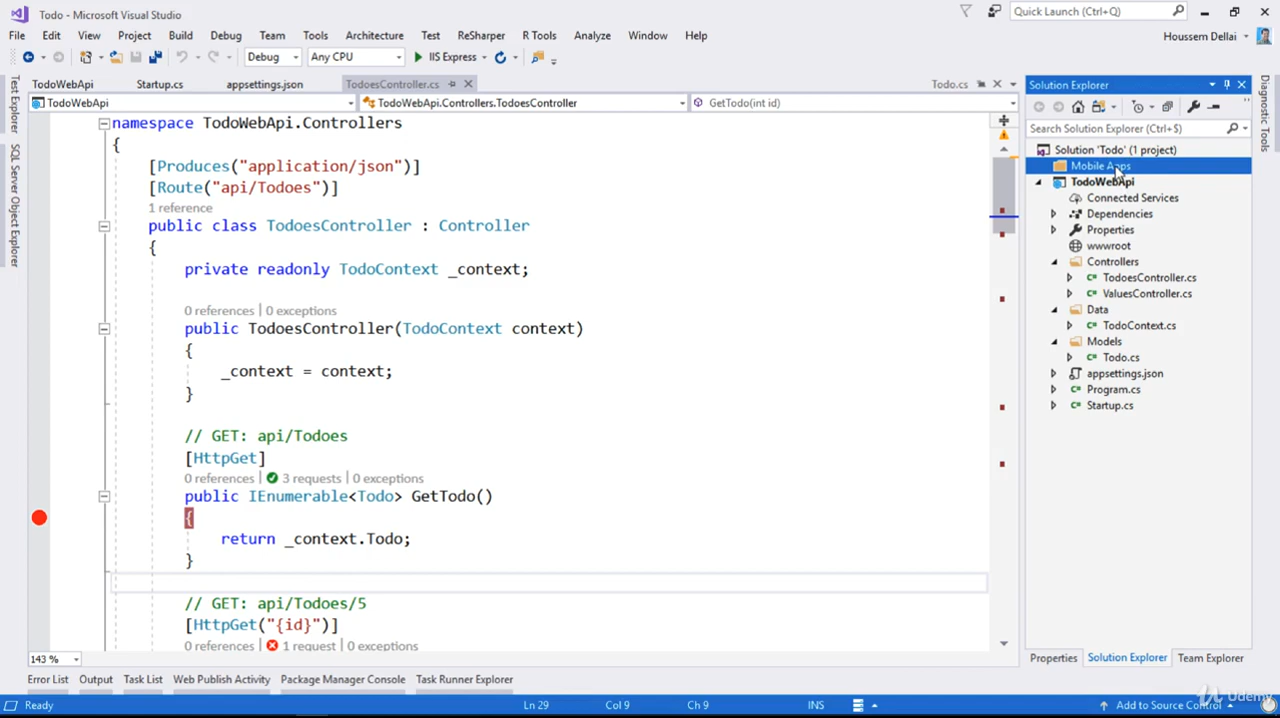 Todo - Microsoft Visual Studio
Quick Launch (Ctrl+Q)
File Edit View Project Build Debug Team Tools Architecture Test ReSharper R Tools Analyze Window Help
Houssem Dellai
Debug Any CPU IIS Express
TodoWebApi Startup.cs appsettings.json TodoesController.cs Todo.cs
TodoWebApi TodoWebApi.Controllers.TodoesController GetTodo(int id)
Test Explorer
SQL Server Object Explorer
namespace TodoWebApi.Controllers
{
[Produces("application/json")]
[Route("api/Todoes")]
1 reference
public class TodoesController : Controller
{
private readonly TodoContext _context;
0 references | 0 exceptions
public TodoesController(TodoContext context)
{
_context = context;
}
// GET: api/Todoes
[HttpGet]
0 references | 3 requests | 0 exceptions
public IEnumerable<Todo> GetTodo()
{
return _context.Todo;
}
// GET: api/Todoes/5
[HttpGet("{id}")]
0 references | 1 request | 0 exceptions
143 %
Solution Explorer
Search Solution Explorer (Ctrl+$)
Solution 'Todo' (1 project)
Mobile Apps
TodoWebApi
Connected Services
Dependencies
Properties
wwwroot
Controllers
TodoesController.cs
ValuesController.cs
Data
TodoContext.cs
Models
Todo.cs
appsettings.json
Program.cs
Startup.cs
Properties Solution Explorer Team Explorer
Diagnostic Tools
Error List Output Task List Web Publish Activity Package Manager Console Task Runner Explorer
Ready Ln 29 Col 9 Ch 9 INS Add to Source Control
Udemy